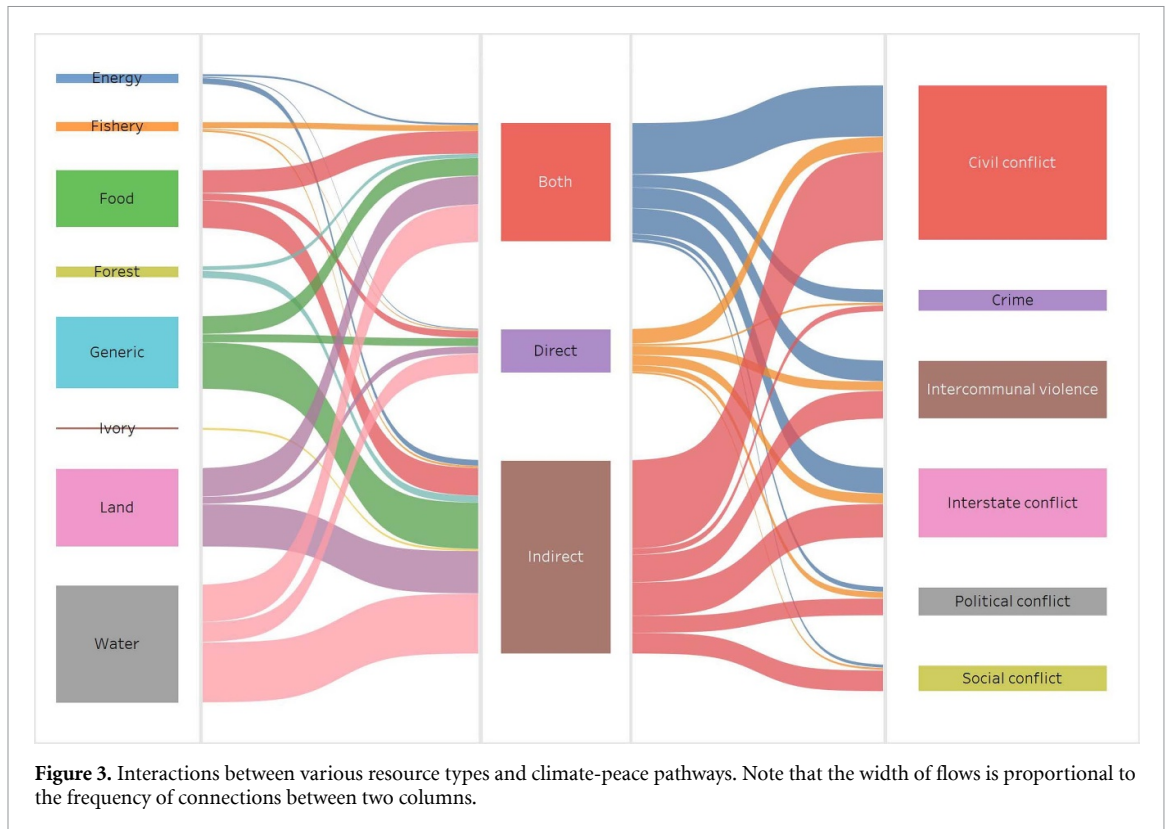 Energy
Fishery
Food
Forest
Generic
Ivory
Land
Water
Both
Direct
Indirect
Civil conflict
Crime
Intercommunal violence
Interstate conflict
Political conflict
Social conflict
Figure 3. Interactions between various resource types and climate-peace pathways. Note that the width of flows is proportional to
the frequency of connections between two columns.